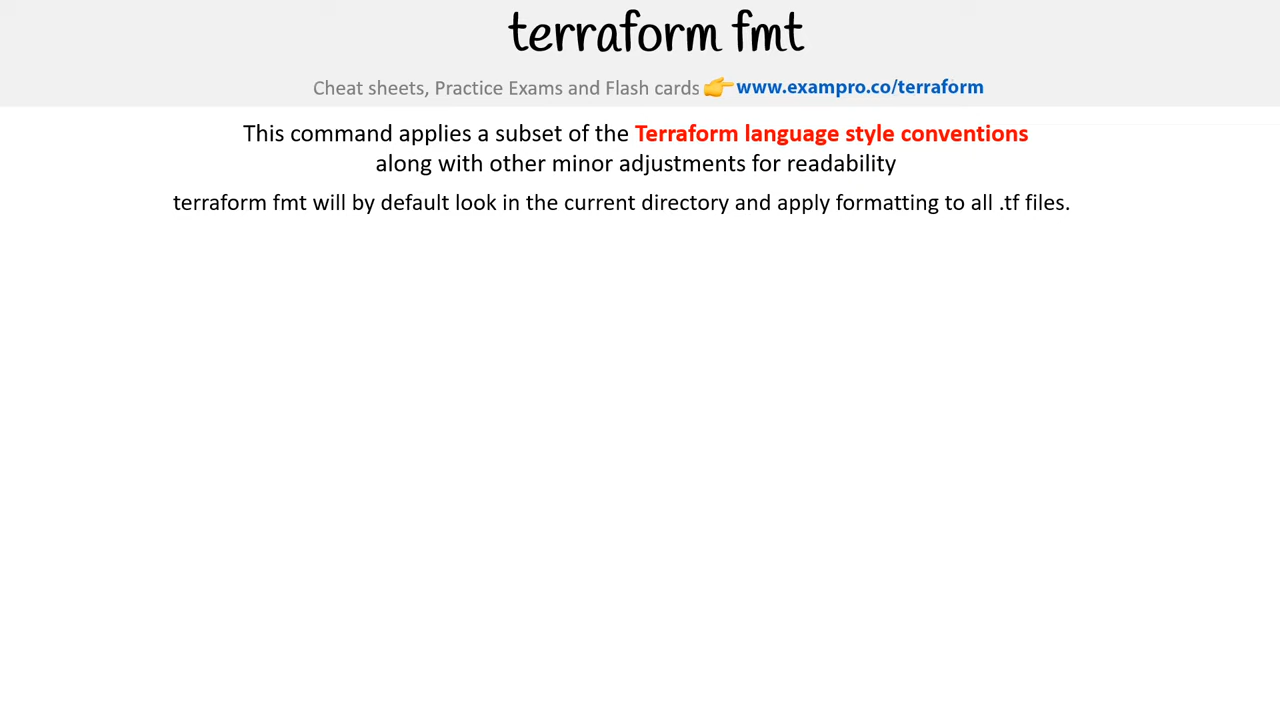 terraform fmt
Cheat sheets, Practice Exams and Flash cards 👉 www.exampro.co/terraform
This command applies a subset of the Terraform language style conventions
along with other minor adjustments for readability
terraform fmt will by default look in the current directory and apply formatting to all .tf files.